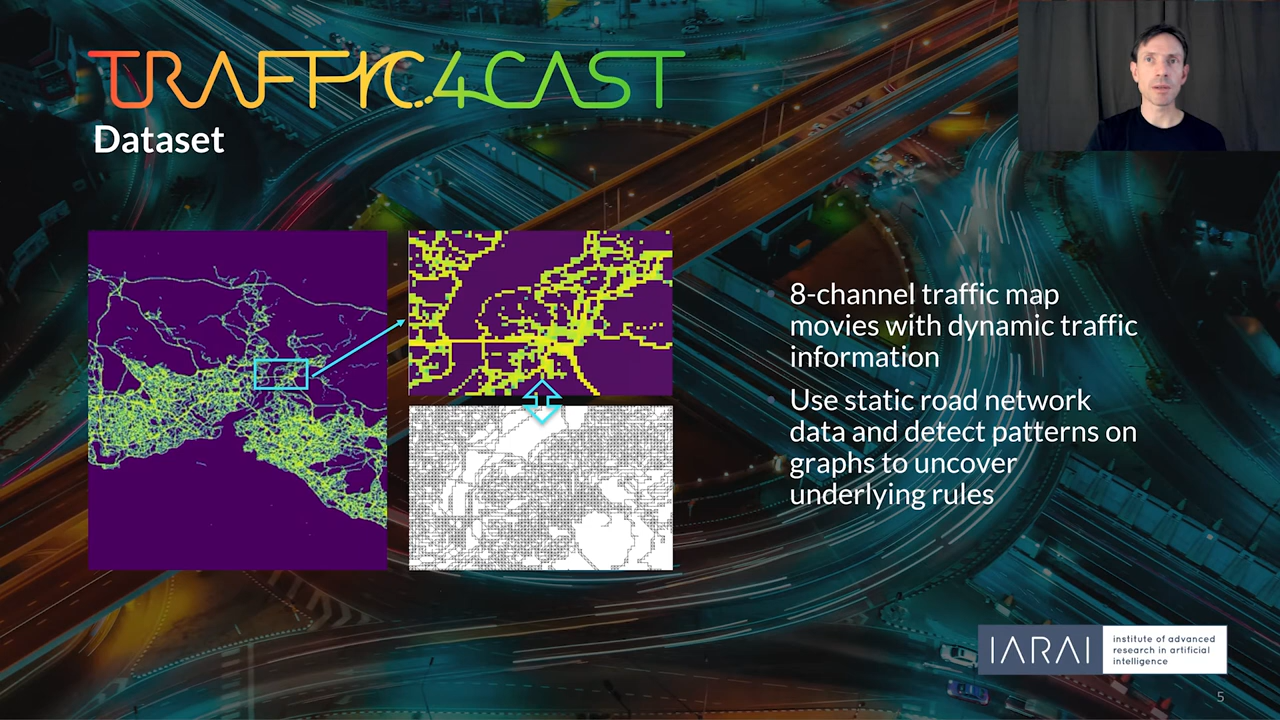 TRAFFIC4CAST
Dataset
8-channel traffic map
movies with dynamic traffic
information
Use static road network
data and detect patterns on
graphs to uncover
underlying rules
IARAI
institute of advanced
research in artificial
intelligence
5